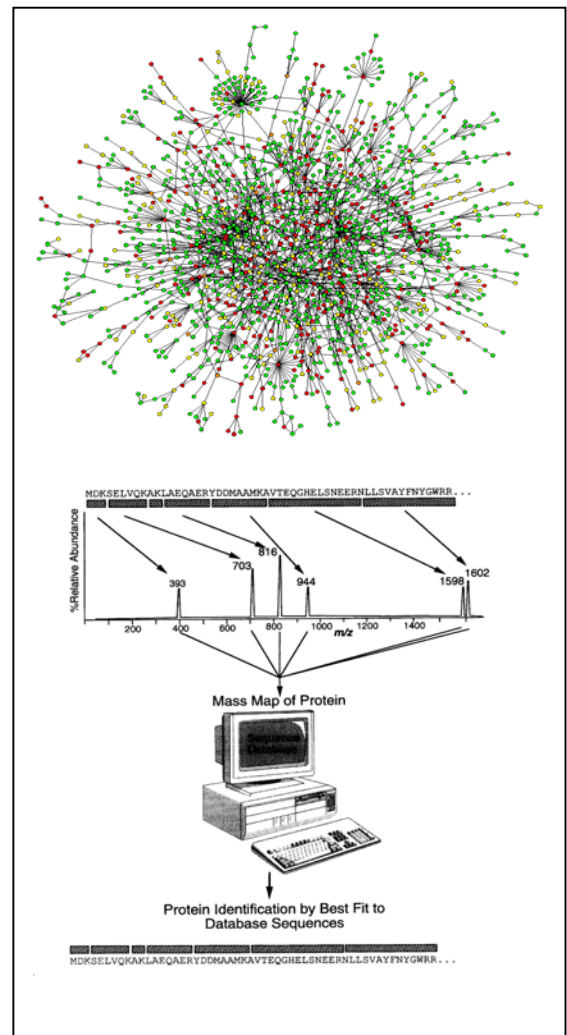 MDKSELVQKAKLAEQAERYDDMAAMKAVTEQGHELSNEERNLLSVAYFNYGWRR...
%Relative Abundance
393
703
816
944
1598
1602
200
400
600
800
1000
1200
1400
m/z
Mass Map of Protein
Sequence
Database
Protein Identification by Best Fit to
Database Sequences
MDKSELVQKAKLAEQAERYDDMAAMKAVTEQGHELSNEERNLLSVAYFNYGWRR...